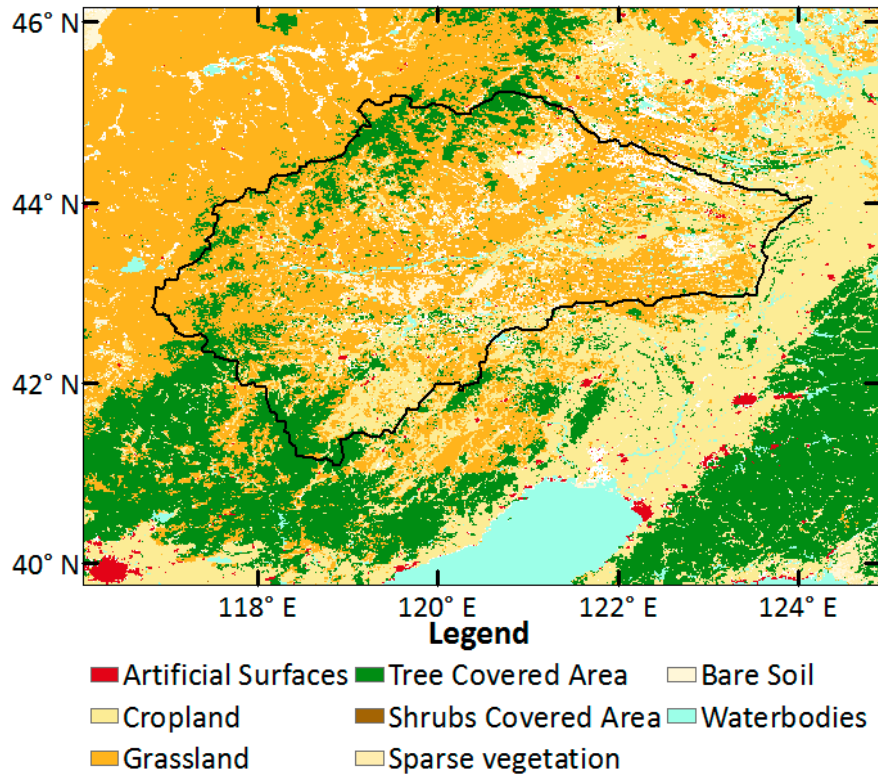 46° N
44° N
42° N
40° N
118° E 120° E 122° E 124° E
Legend
Artificial Surfaces Tree Covered Area Bare Soil
Cropland Shrubs Covered Area Waterbodies
Grassland Sparse vegetation